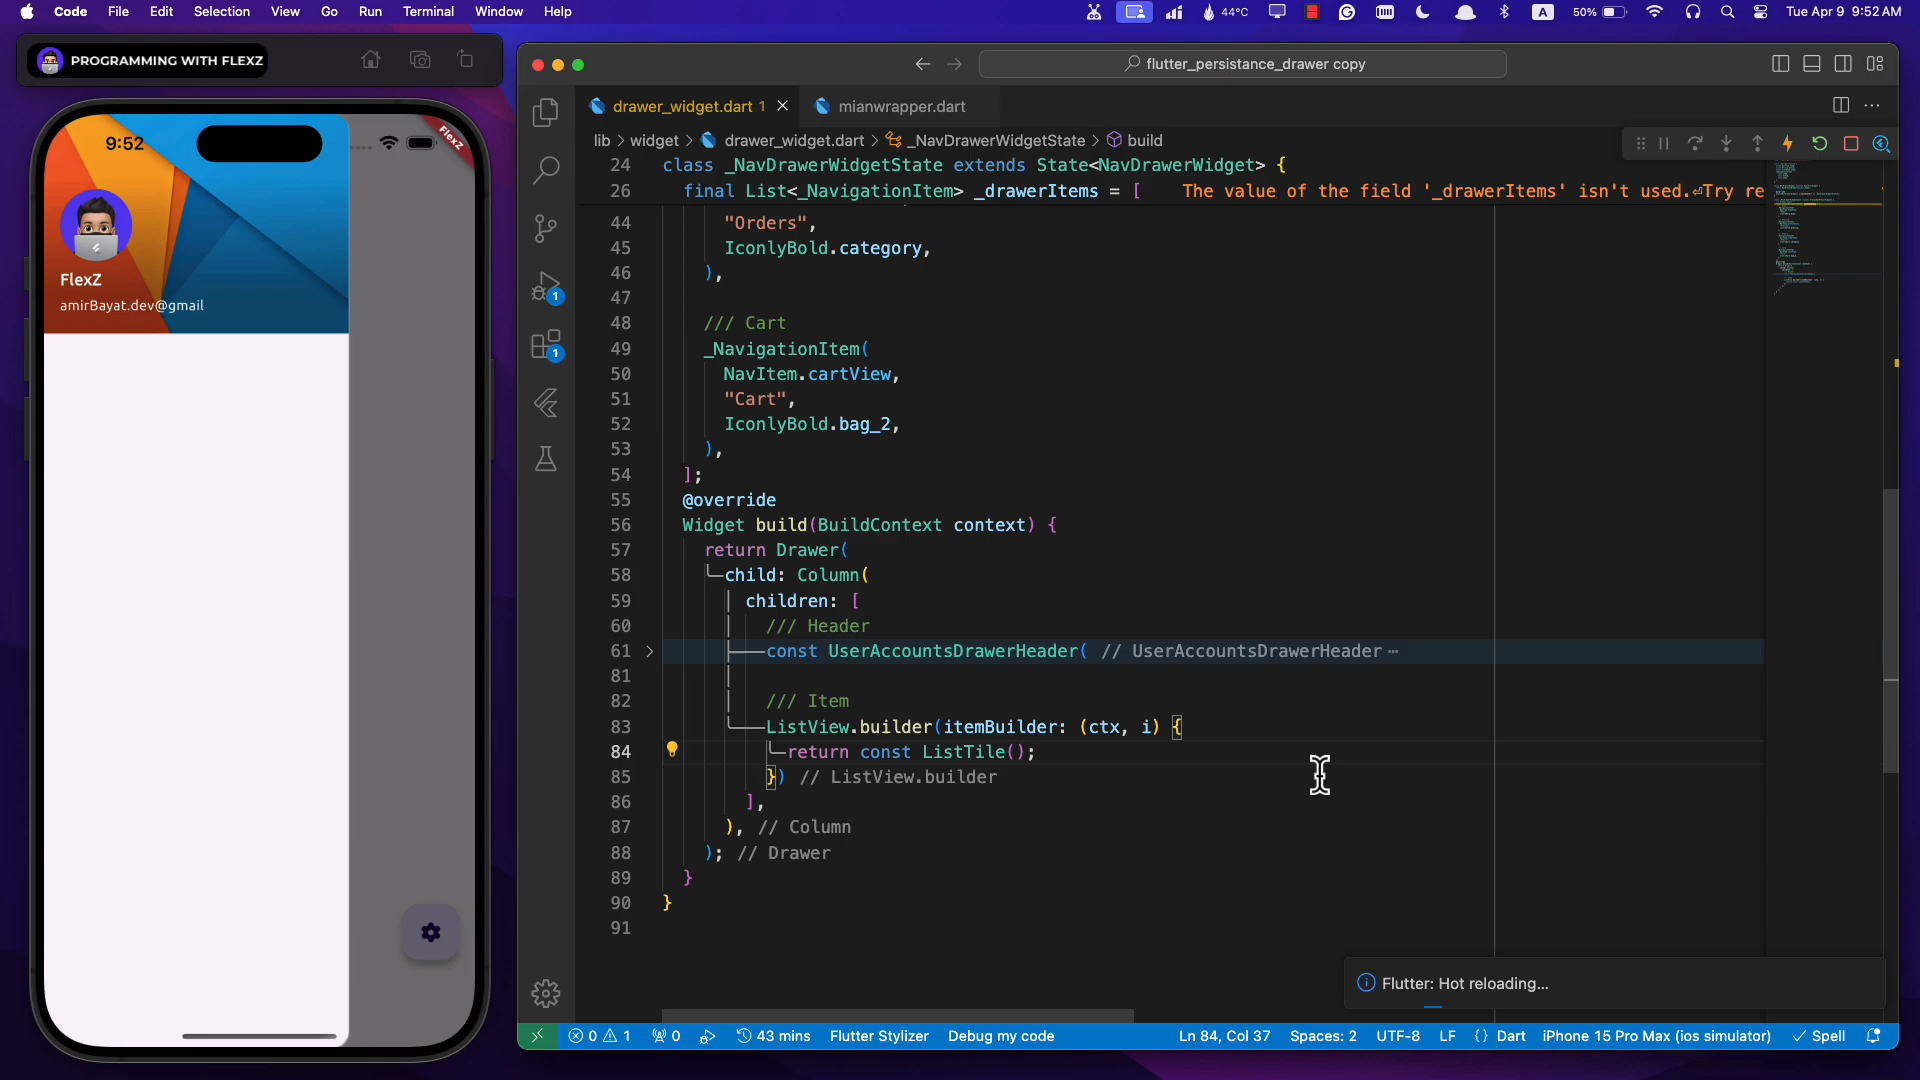 Code File Edit Selection View Go Run Terminal Window Help
44°C A 50% Tue Apr 9 9:52 AM
PROGRAMMING WITH FLEXZ
9:52
FlexZ
FlexZ
amirBayat.dev@gmail
flutter_persistance_drawer copy
drawer_widget.dart 1 mianwrapper.dart
lib > widget > drawer_widget.dart > _NavDrawerWidgetState > build
24 class _NavDrawerWidgetState extends State<NavDrawerWidget> {
26 final List<_NavigationItem> _drawerItems = [ The value of the field '_drawerItems' isn't used.⏎Try re
44 "Orders",
45 IconlyBold.category,
46 ),
47
48 /// Cart
49 _NavigationItem(
50 NavItem.cartView,
51 "Cart",
52 IconlyBold.bag_2,
53 ),
54 ];
55 @override
56 Widget build(BuildContext context) {
57 return Drawer(
58 child: Column(
59 children: [
60 /// Header
61 const UserAccountsDrawerHeader( // UserAccountsDrawerHeader ⋯
81
82 /// Item
83 ListView.builder(itemBuilder: (ctx, i) {
84 return const ListTile();
85 }) // ListView.builder
86 ],
87 ), // Column
88 ); // Drawer
89 }
90 }
91
1
1
Flutter: Hot reloading...
0 1 0 43 mins Flutter Stylizer Debug my code Ln 84, Col 37 Spaces: 2 UTF-8 LF {} Dart iPhone 15 Pro Max (ios simulator) Spell